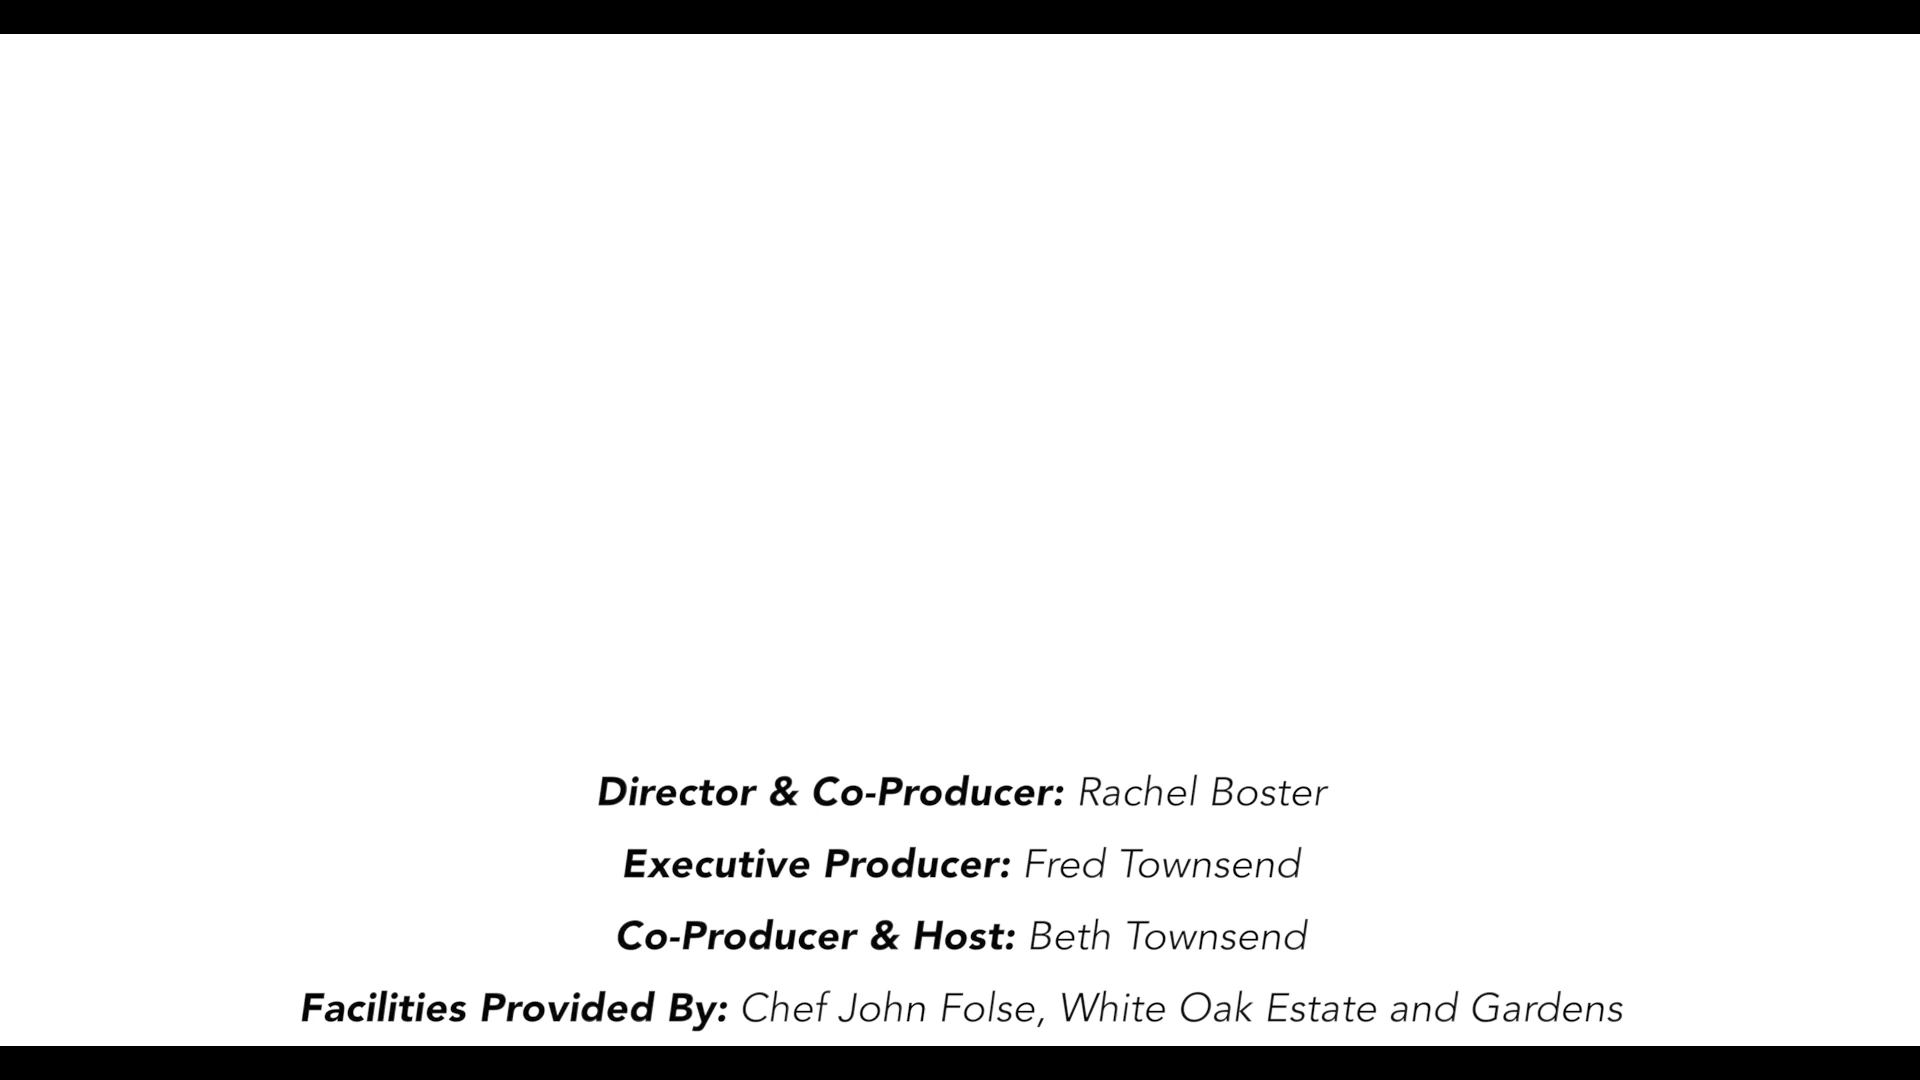 Director & Co-Producer: Rachel Boster
Executive Producer: Fred Townsend
Co-Producer & Host: Beth Townsend
Facilities Provided By: Chef John Folse, White Oak Estate and Gardens